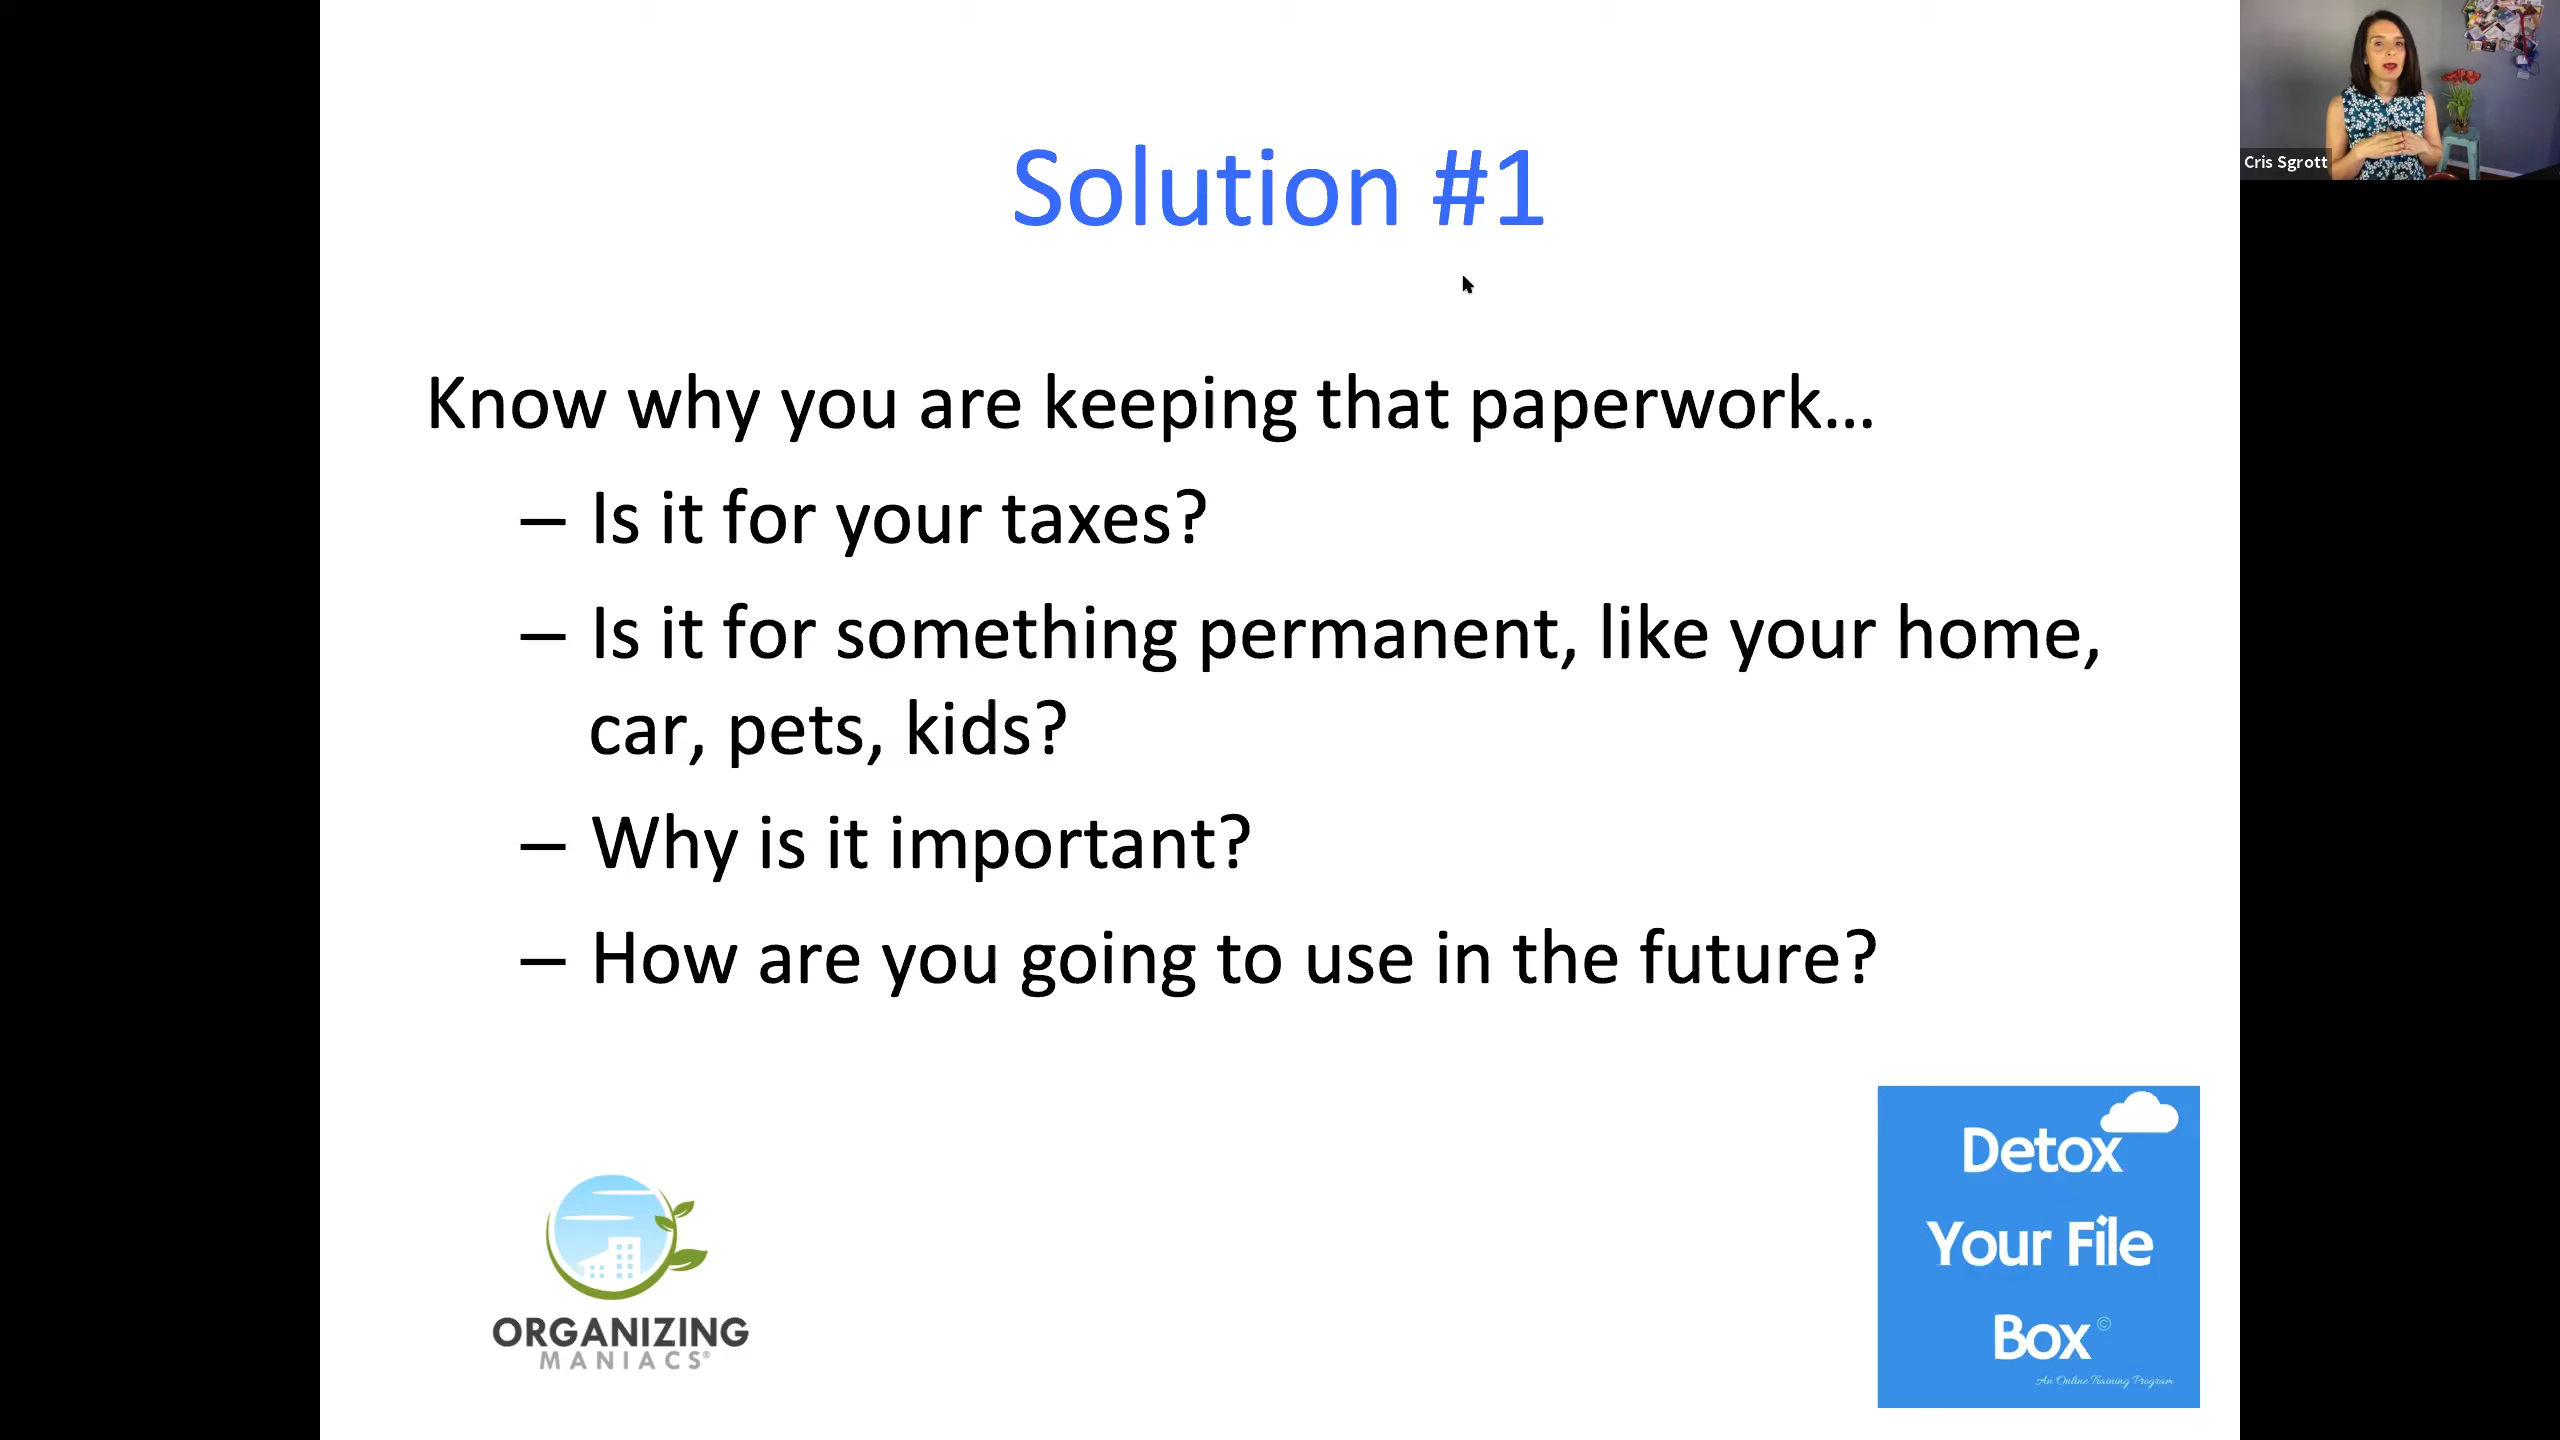 Solution #1
Cris Sgrott
Know why you are keeping that paperwork...
– Is it for your taxes?
– Is it for something permanent, like your home,
car, pets, kids?
– Why is it important?
– How are you going to use in the future?
Detox
Your File
Box ©
An Online Training Program
ORGANIZING
MANIACS®